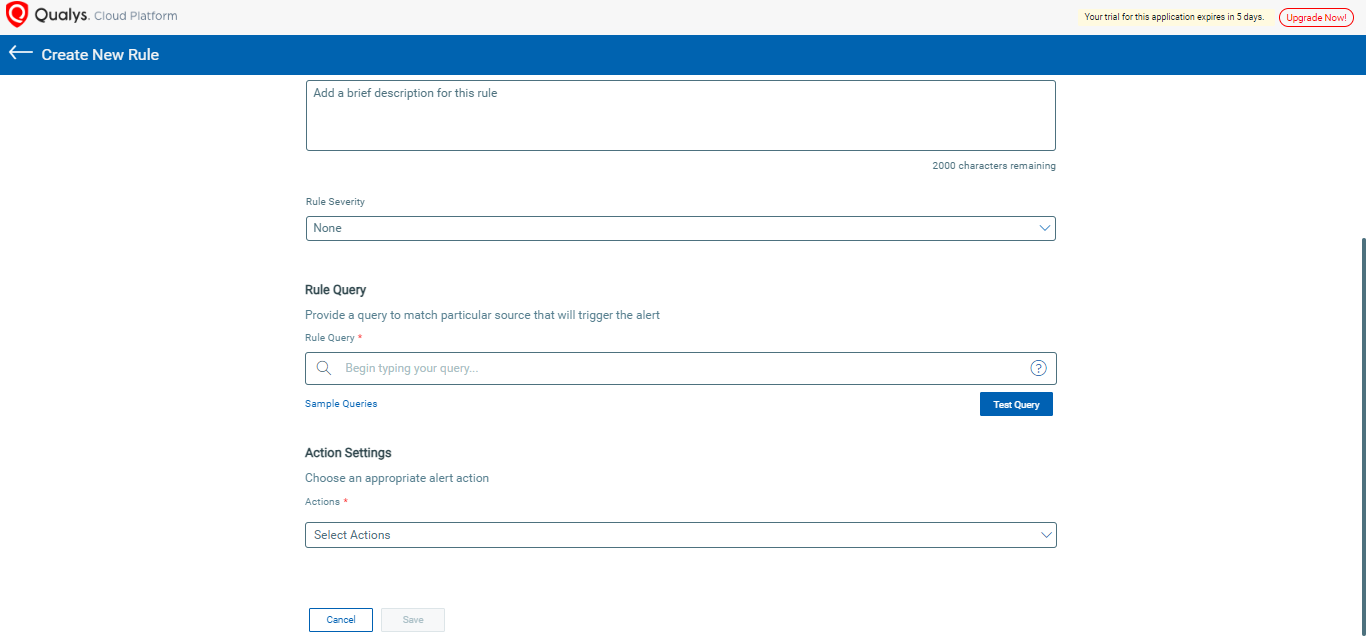 Qualys. Cloud Platform
Your trial for this application expires in 5 days.
Upgrade Now!
Create New Rule
Add a brief description for this rule
2000 characters remaining
Rule Severity
None
Rule Query
Provide a query to match particular source that will trigger the alert
Rule Query *
Begin typing your query...
?
Sample Queries
Test Query
Action Settings
Choose an appropriate alert action
Actions *
Select Actions
Cancel
Save